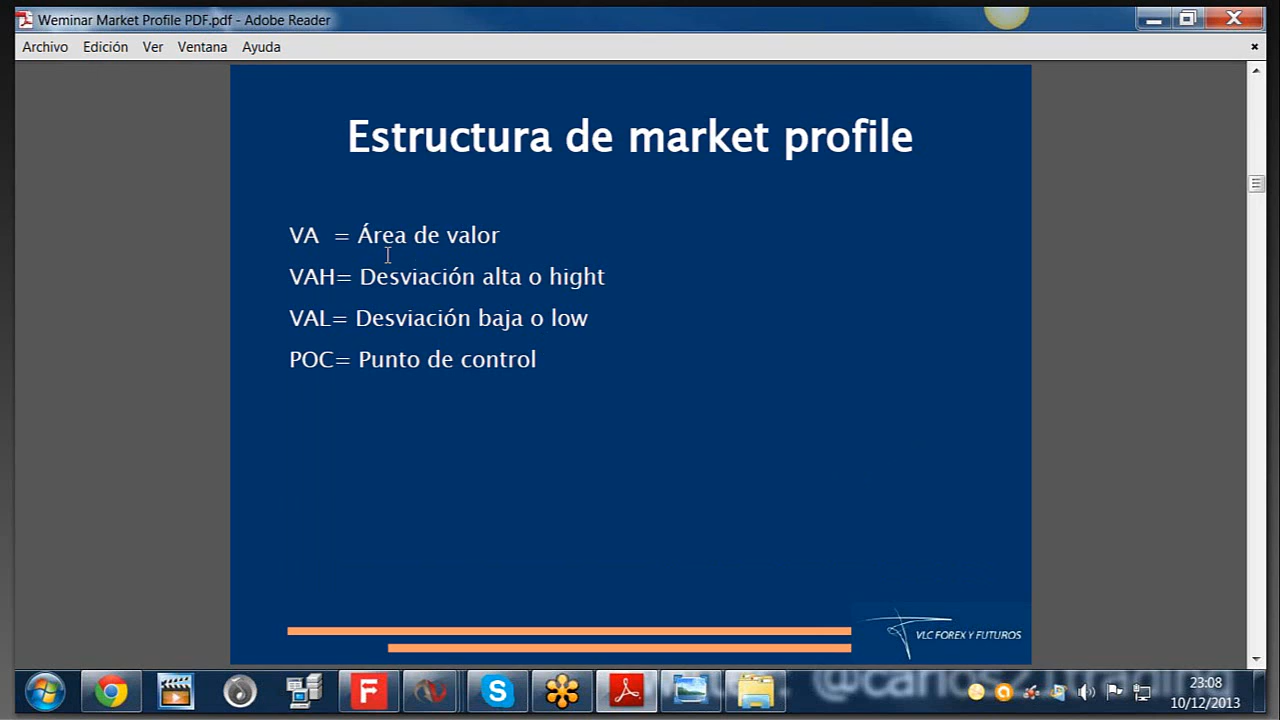 Weminar Market Profile PDF.pdf - Adobe Reader
Archivo Edición Ver Ventana Ayuda
Estructura de market profile
VA = Área de valor
VAH= Desviación alta o hight
VAL= Desviación baja o low
POC= Punto de control
VLC FOREX Y FUTUROS
23:08
10/12/2013